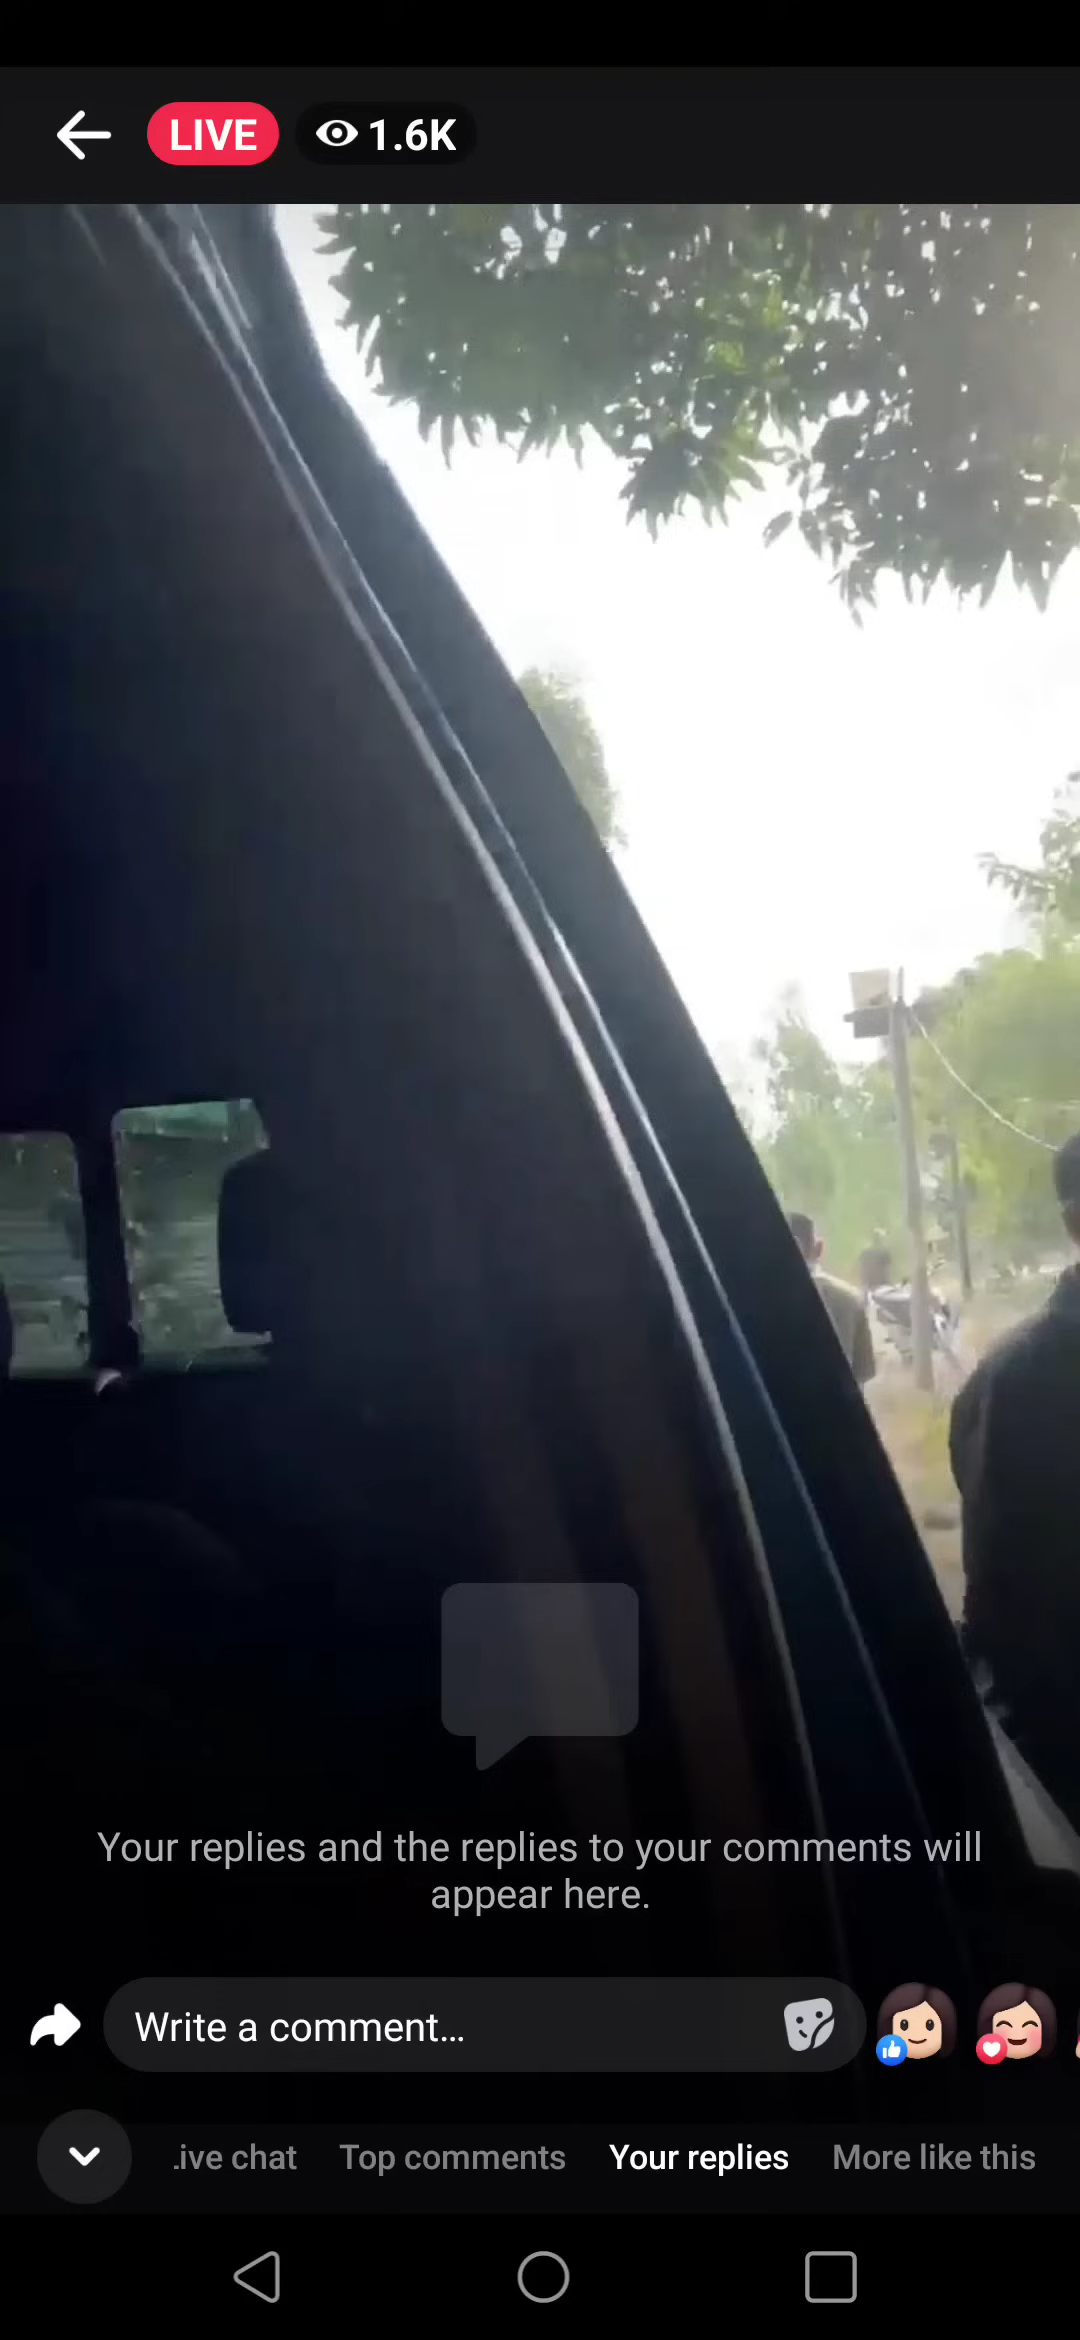 LIVE
1.6K
Your replies and the replies to your comments will
appear here.
Write a comment...
.ive chat
Top comments
Your replies
More like this